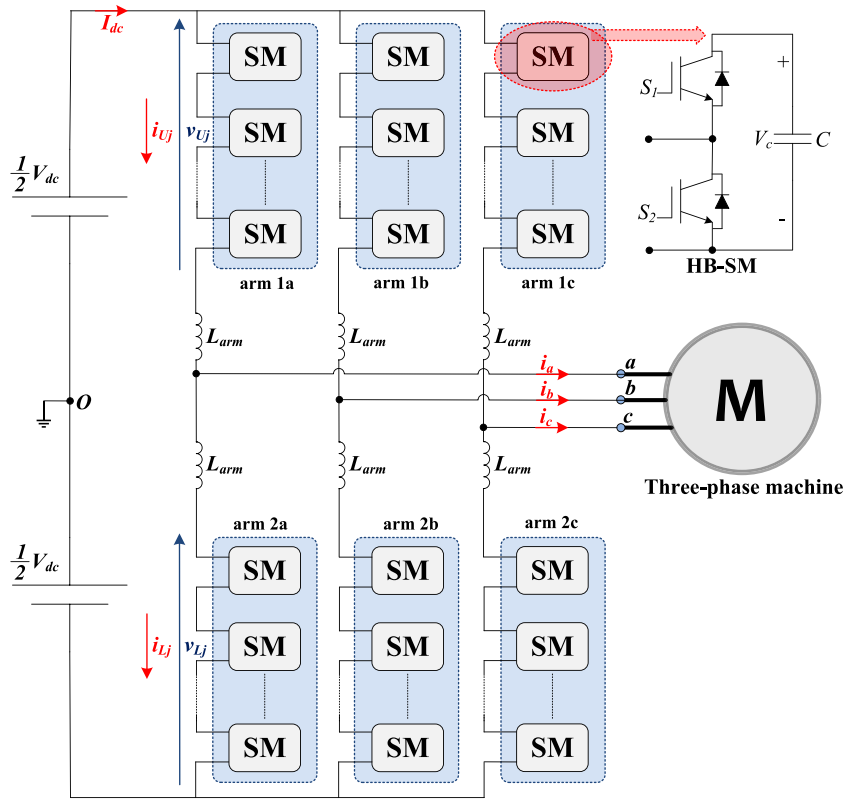 I_dc
SM SM SM
S_1
+
i_Uj v_Uj
SM SM SM
V_c C
1/2 V_dc
S_2
SM SM SM
-
HB-SM
arm 1a arm 1b arm 1c
L_arm L_arm L_arm
i_a a
i_b b
O
M
i_c c
L_arm L_arm L_arm
Three-phase machine
arm 2a arm 2b arm 2c
1/2 V_dc
SM SM SM
i_Lj v_Lj
SM SM SM
SM SM SM